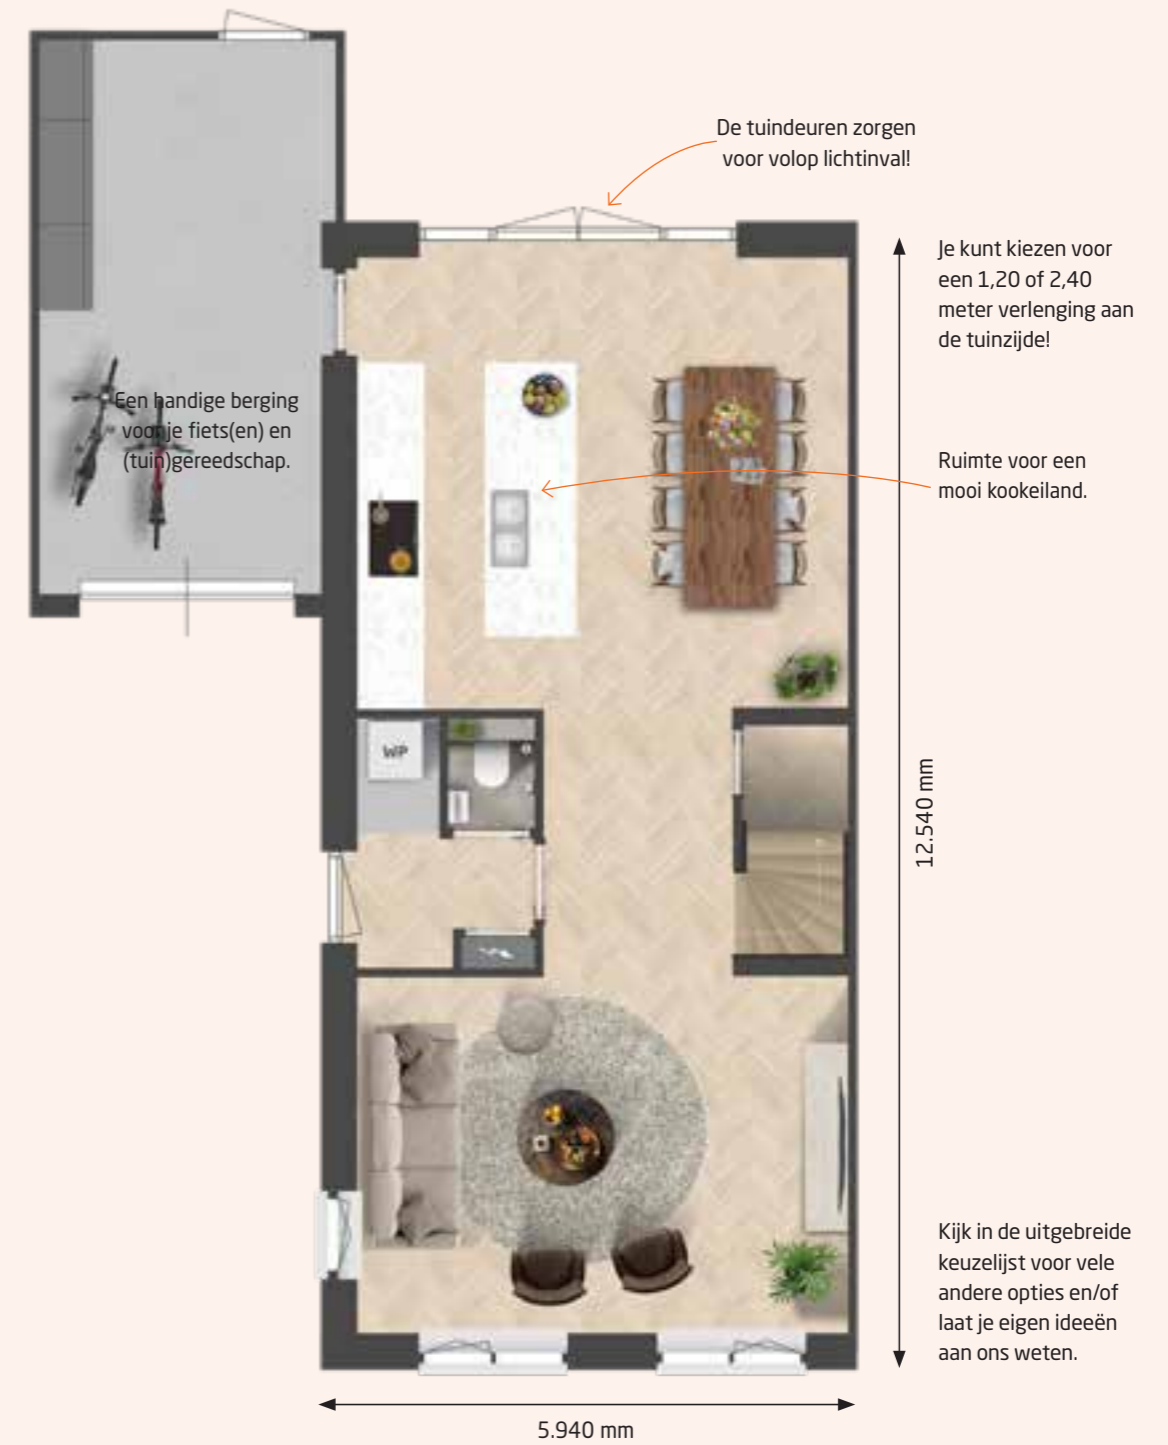 De tuindeuren zorgen
voor volop lichtinval!
Je kunt kiezen voor
een 1,20 of 2,40
meter verlenging aan
de tuinzijde!
Een handige berging
voor je fiets(en) en
(tuin)gereedschap.
Ruimte voor een
mooi kookeiland.
WP
12.540 mm
Kijk in de uitgebreide
keuzelijst voor vele
andere opties en/of
laat je eigen ideeën
aan ons weten.
5.940 mm